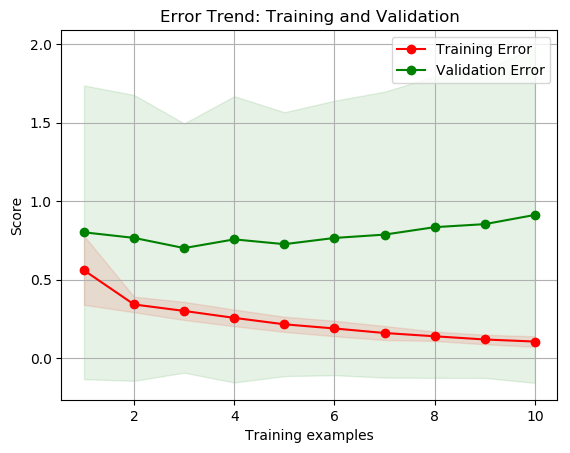 Error Trend: Training and Validation
2.0
1.5
1.0
0.5
0.0
Score
Training Error
Validation Error
2
4
6
8
10
Training examples